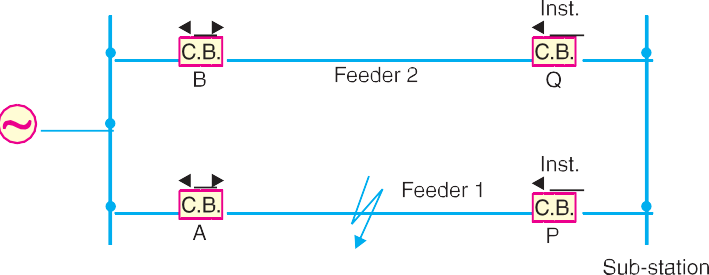 Inst.
C.B.
C.B.
B
Feeder 2
Q
Inst.
C.B.
Feeder 1
C.B.
A
P
Sub-station